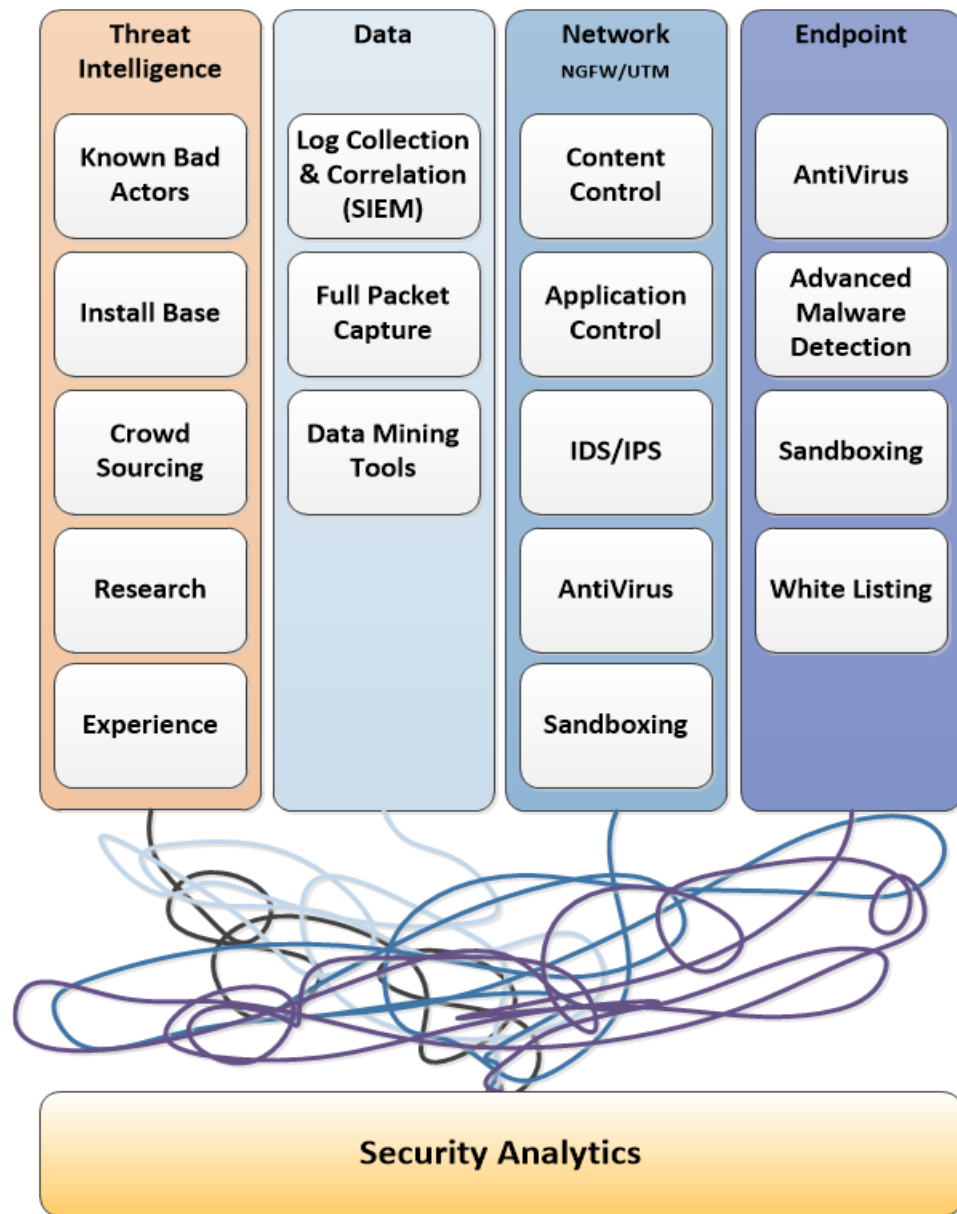 Threat
Intelligence
Known Bad
Actors
Install Base
Crowd
Sourcing
Research
Experience
Data
Log Collection
& Correlation
(SIEM)
Full Packet
Capture
Data Mining
Tools
Network
NGFW/UTM
Content
Control
Application
Control
IDS/IPS
AntiVirus
Sandboxing
Endpoint
AntiVirus
Advanced
Malware
Detection
Sandboxing
White Listing
Security Analytics